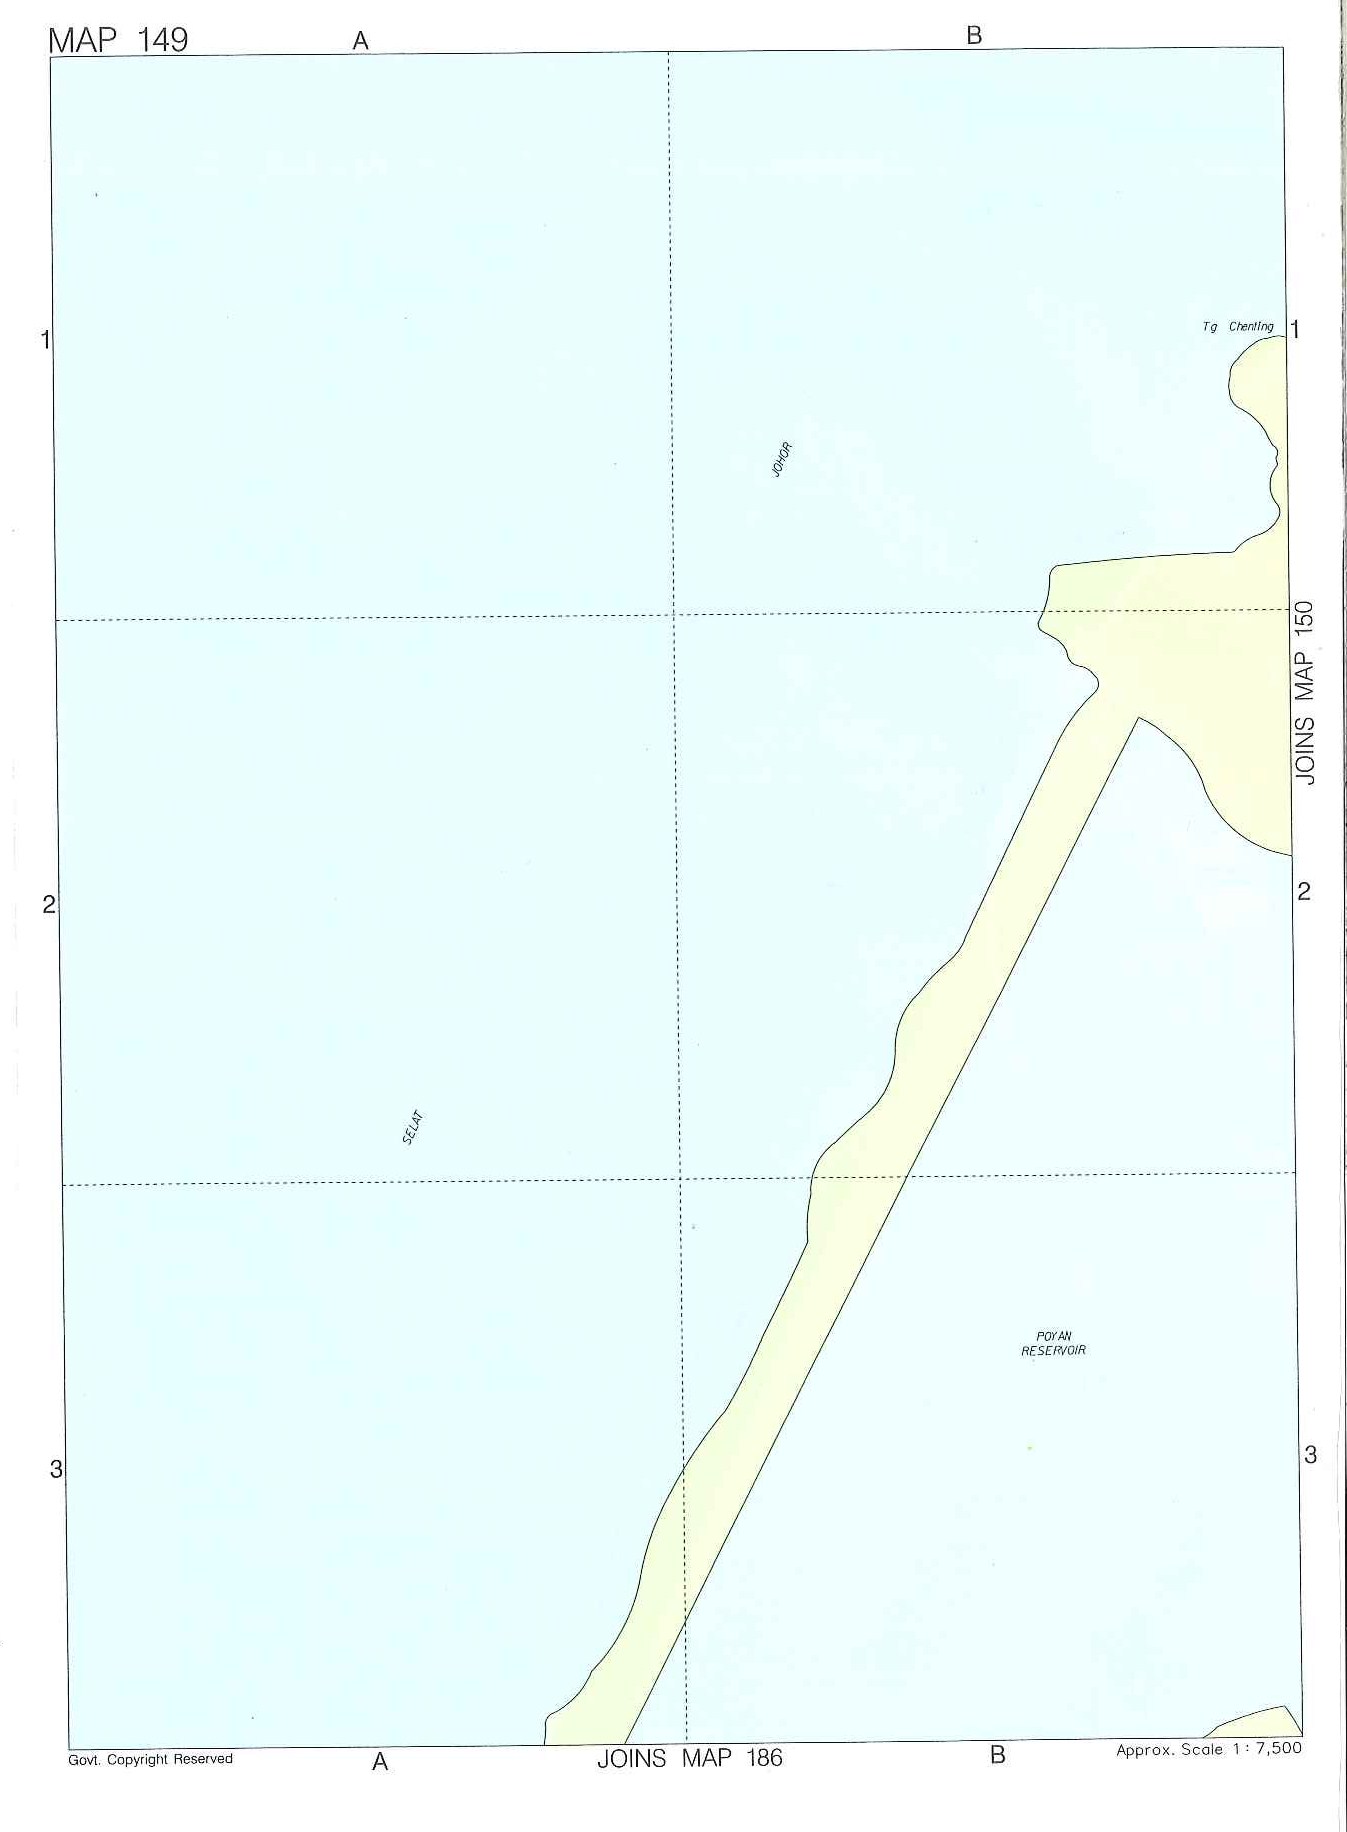 MAP 149
A
B
1
Tg Chenting
1
JOHOR
JOINS MAP 150
2
2
SELAT
POYAN
RESERVOIR
3
3
Govt. Copyright Reserved
A
JOINS MAP 186
B
Approx. Scale 1 : 7,500